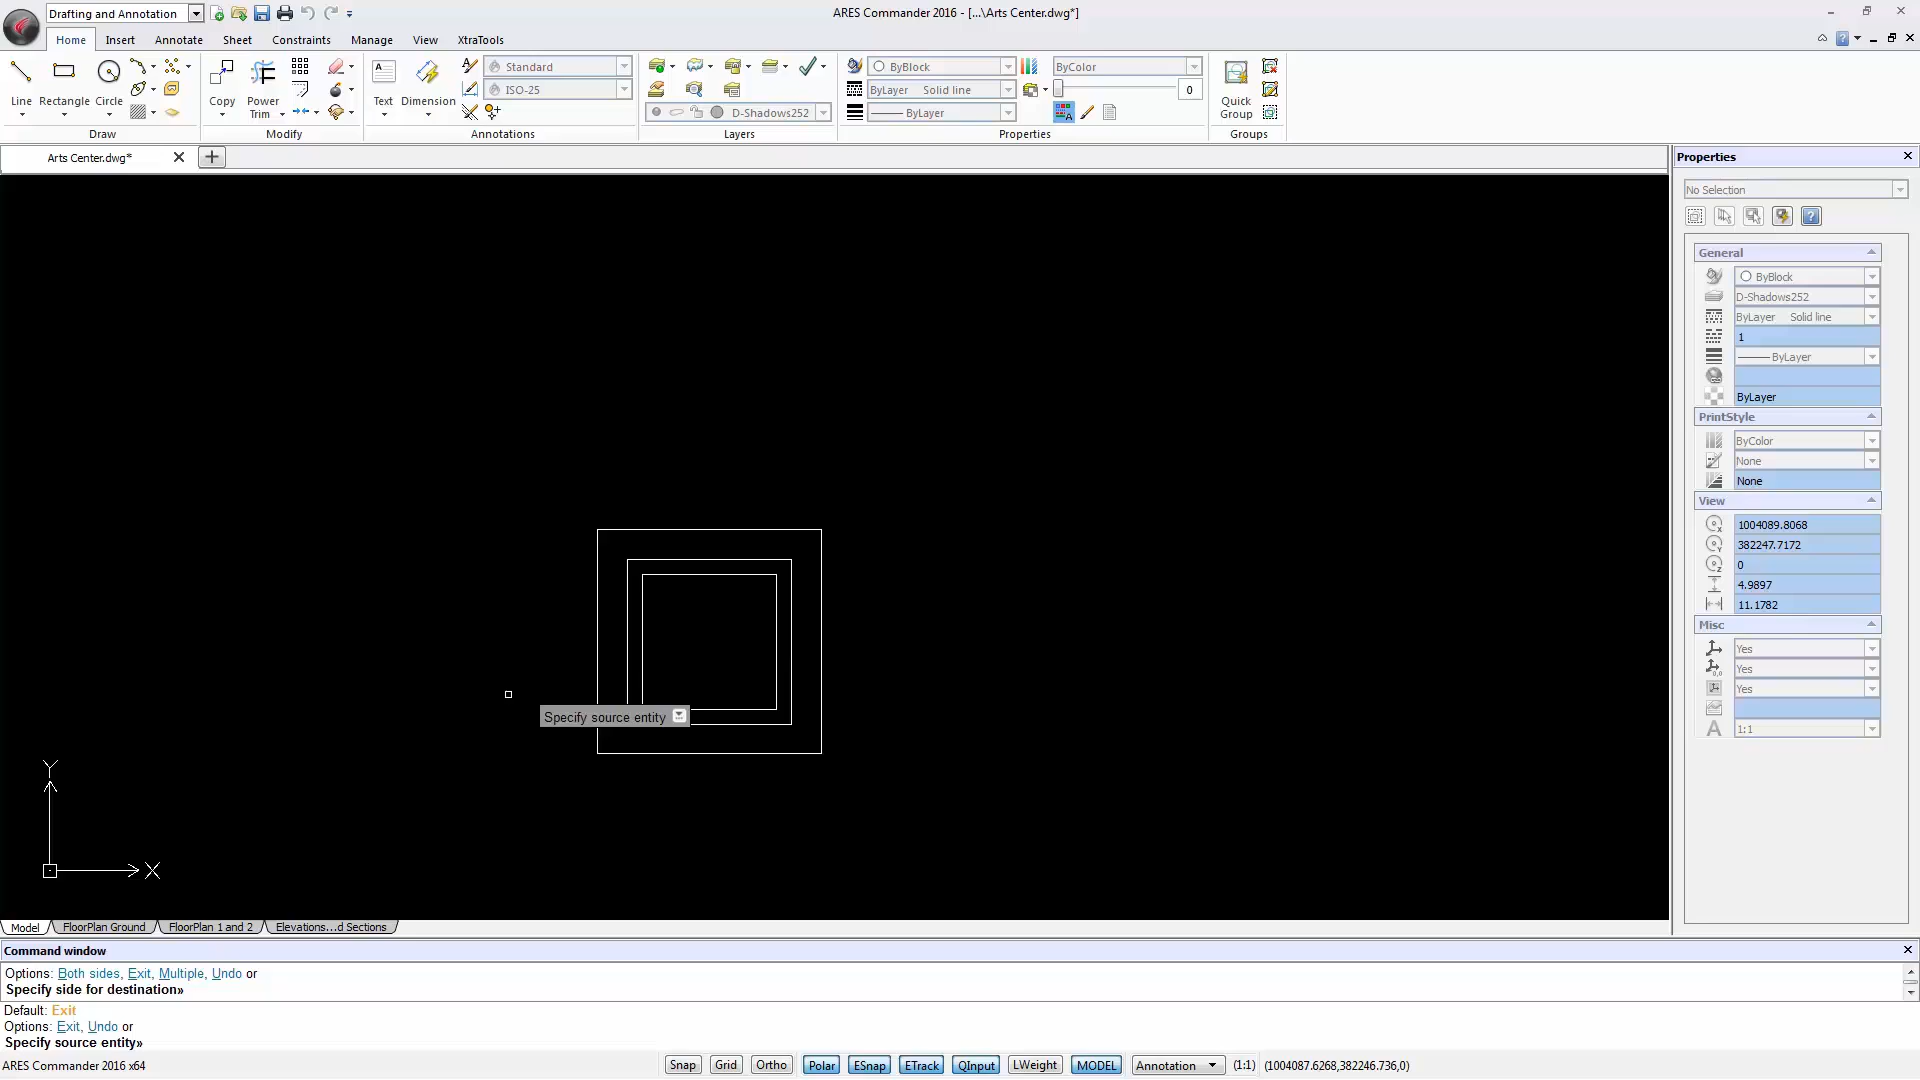 Drafting and Annotation
ARES Commander 2016 - [...\Arts Center.dwg*]
Home Insert Annotate Sheet Constraints Manage View XtraTools
Line Rectangle Circle
Draw
Copy Power Trim
Modify
Text Dimension
Standard
ISO-25
Annotations
D-Shadows252
Layers
ByBlock ByColor
ByLayer Solid line 0
ByLayer
Properties
Quick Group
Groups
Arts Center.dwg*
Properties
No Selection
General
ByBlock
D-Shadows252
ByLayer Solid line
1
ByLayer
ByLayer
PrintStyle
ByColor
None
None
View
1004089.8068
382247.7172
0
4.9897
11.1782
Misc
Yes
Yes
Yes
1:1
Specify source entity
Y
X
Model FloorPlan Ground FloorPlan 1 and 2 Elevations...d Sections
Command window
Options: Both sides, Exit, Multiple, Undo or
Specify side for destination»
Default: Exit
Options: Exit, Undo or
Specify source entity»
ARES Commander 2016 x64
Snap Grid Ortho Polar ESnap ETrack QInput LWeight MODEL Annotation (1:1) (1004087.6268,382246.736,0)